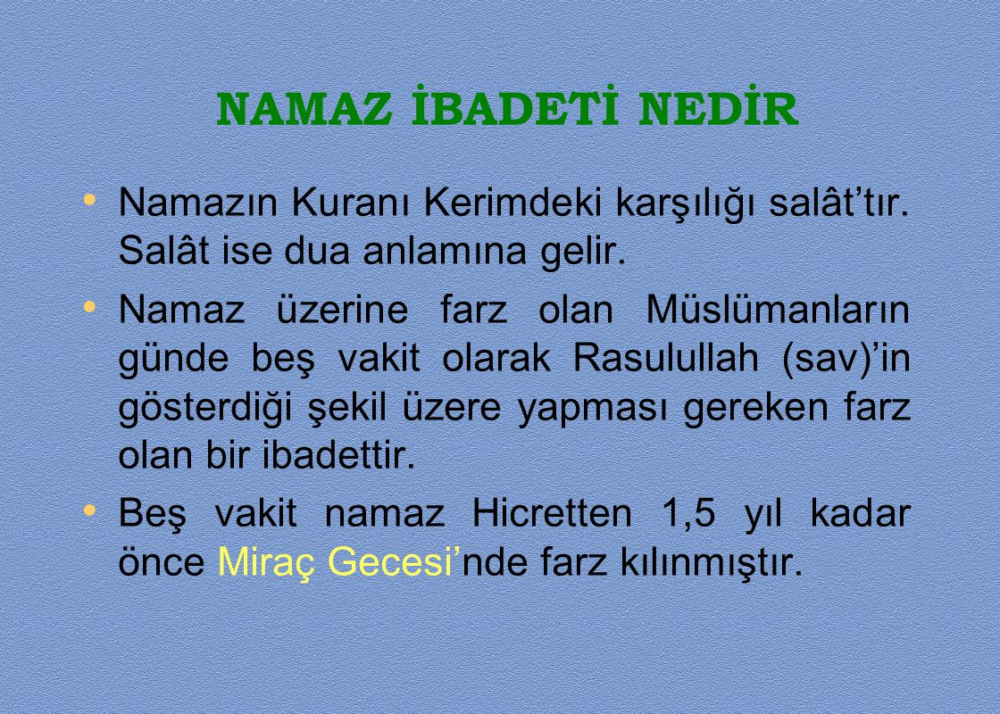 NAMAZ İBADETİ NEDİR
• Namazın Kuranı Kerimdeki karşılığı salât’tır.
Salât ise dua anlamına gelir.
• Namaz üzerine farz olan Müslümanların
günde beş vakit olarak Rasulullah (sav)’in
gösterdiği şekil üzere yapması gereken farz
olan bir ibadettir.
• Beş vakit namaz Hicretten 1,5 yıl kadar
önce Miraç Gecesi’nde farz kılınmıştır.